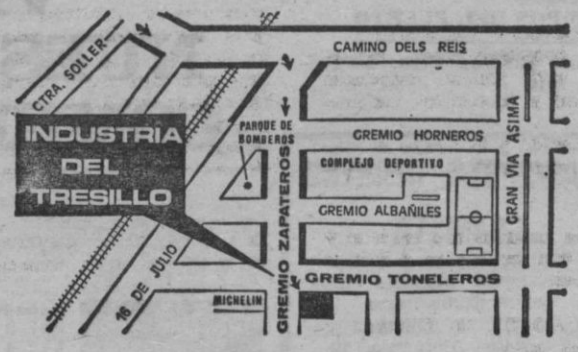 CAMINO DELS REIS
CTRA. SOLLER
INDUSTRIA
DEL
TRESILLO
PARQUE DE
BOMBEROS
GREMIO HORNEROS
COMPLEJO DEPORTIVO
GREMIO ALBAÑILES
GRAN VIA ASIMA
GREMIO ZAPATEROS
16 DE JULIO
GREMIO TONELEROS
MICHELIN